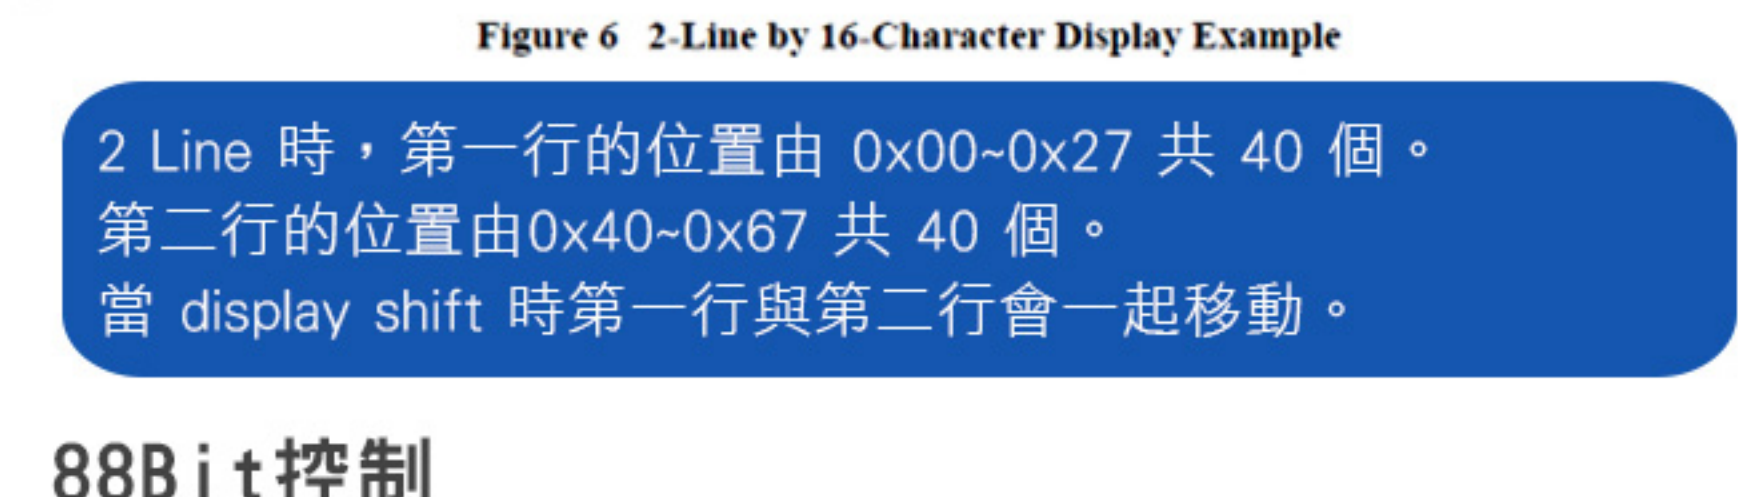 Figure 6 2-Line by 16-Character Display Example
2 Line 時，第一行的位置由 0x00~0x27 共 40 個。
第二行的位置由0x40~0x67 共 40 個。
當 display shift 時第一行與第二行會一起移動。
88Bit控制